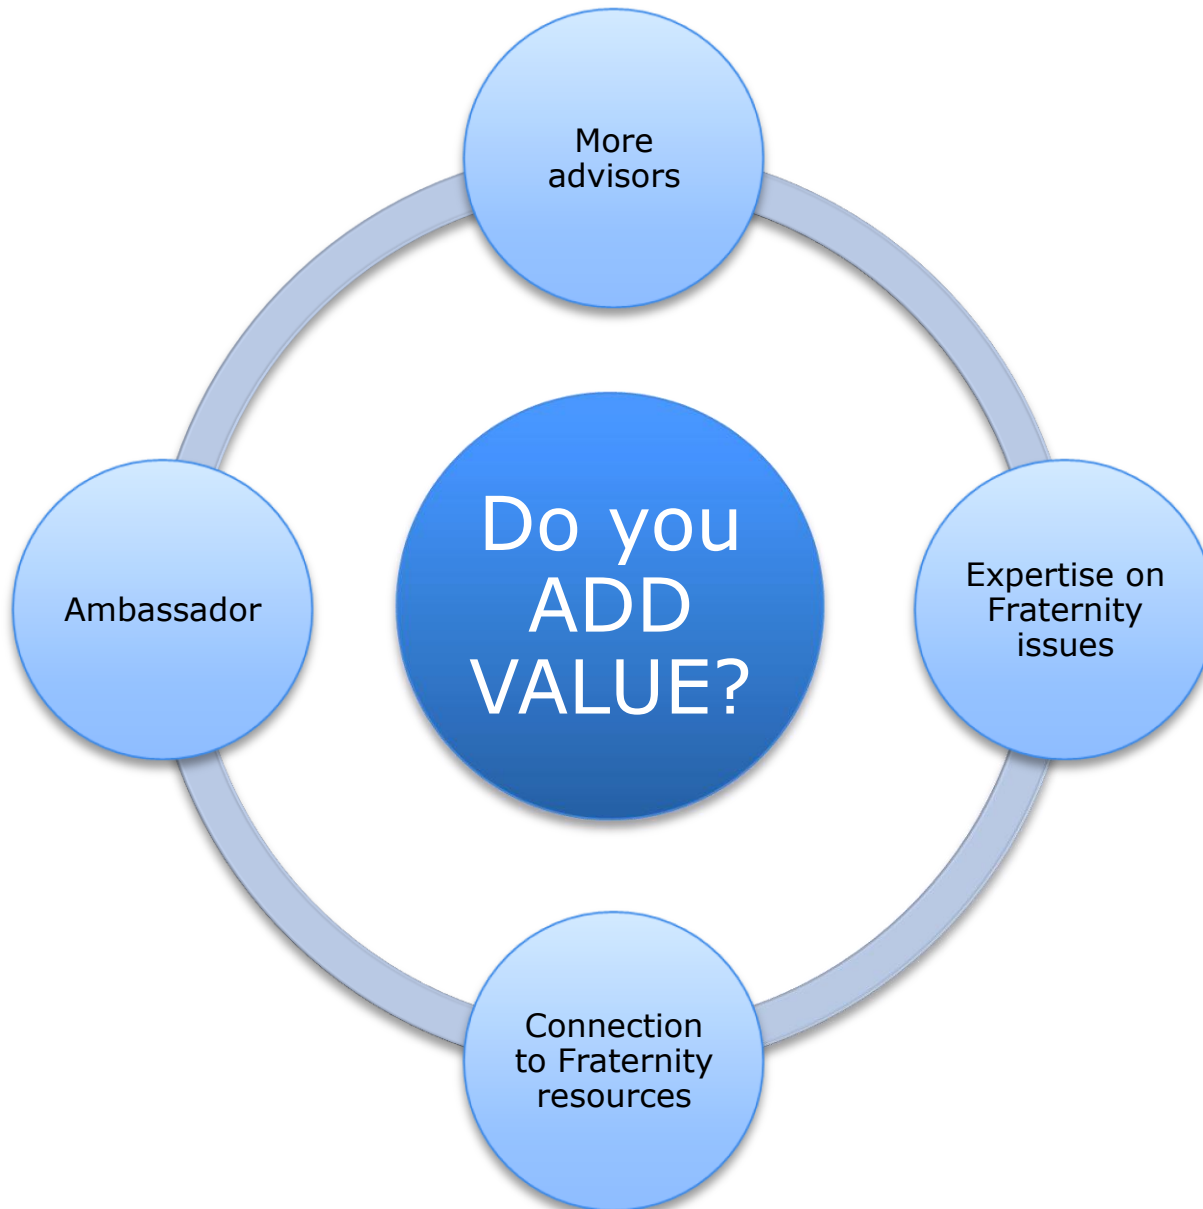 More
advisors
Ambassador
Do you
ADD
VALUE?
Expertise on
Fraternity
issues
Connection
to Fraternity
resources